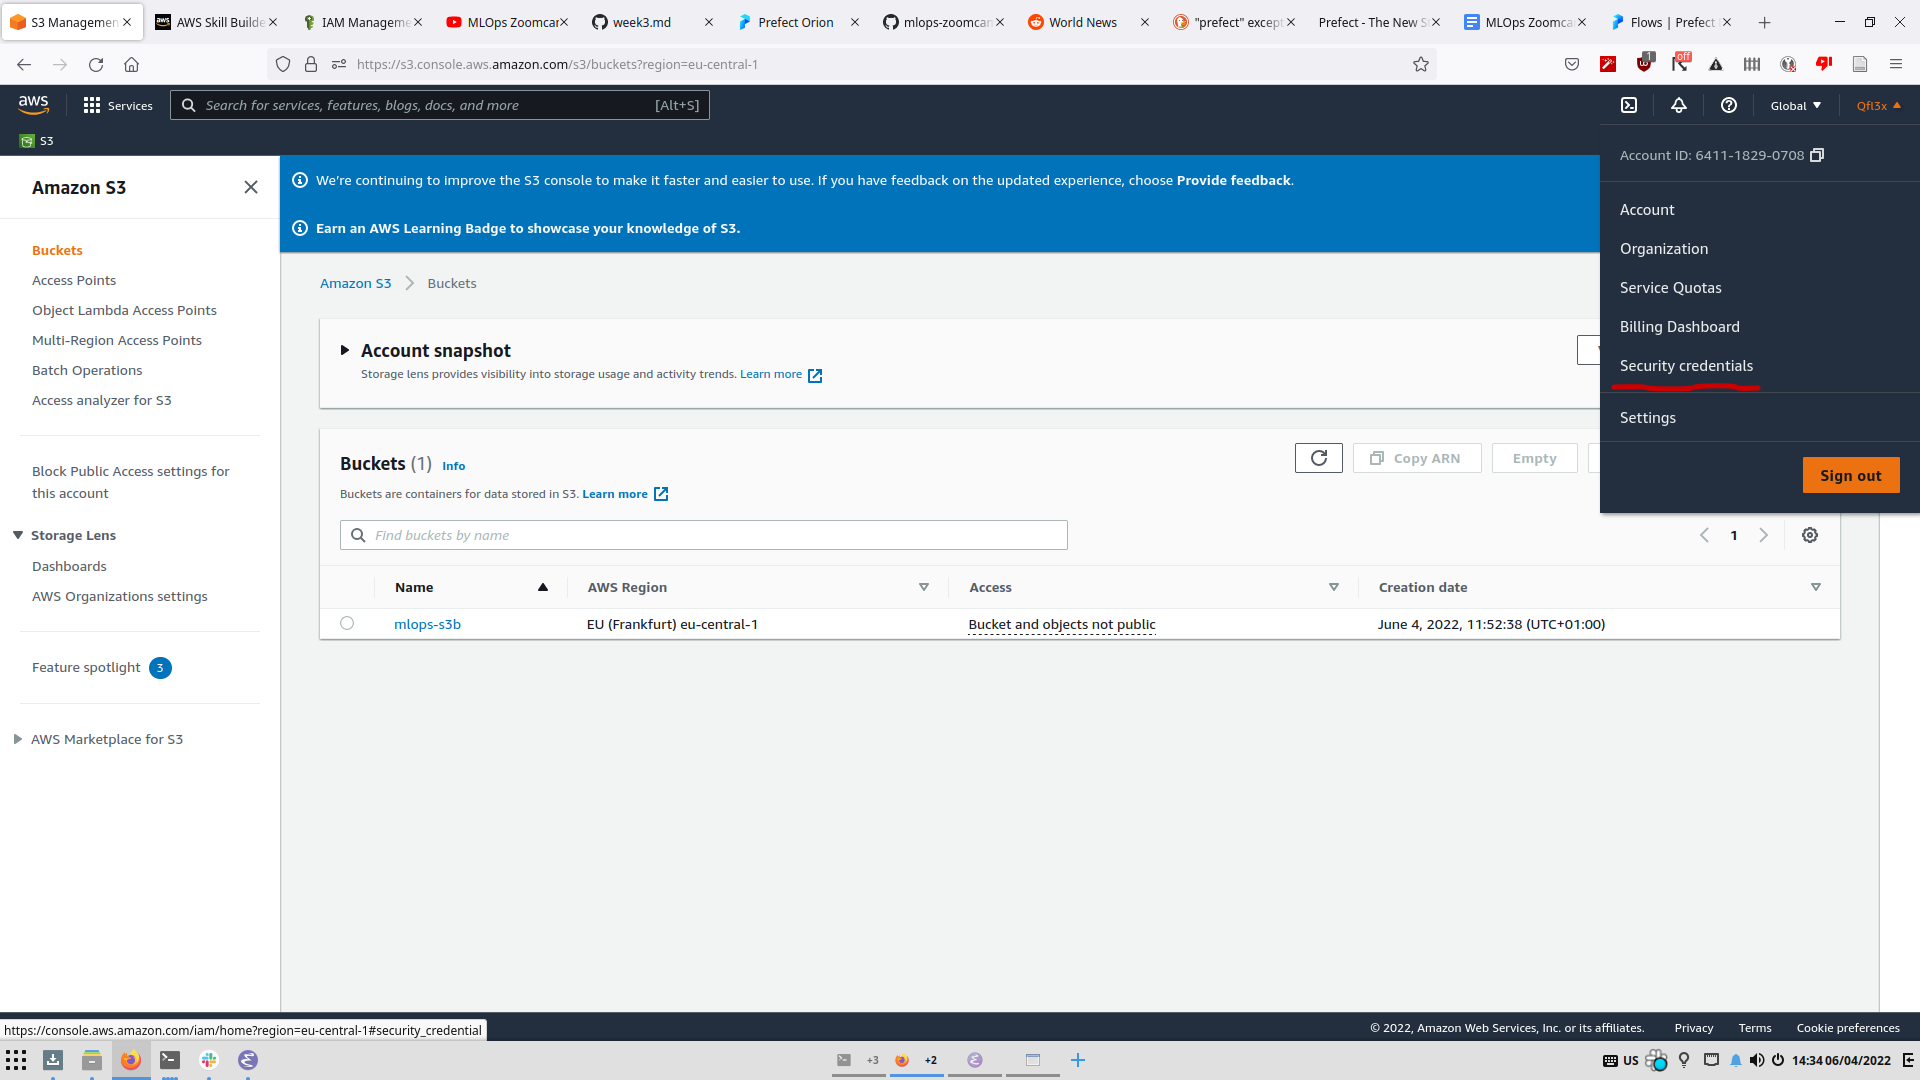 S3 Managemen
AWS Skill Builde
IAM Manageme
MLOps Zoomcar
week3.md
Prefect Orion
mlops-zoomcan
World News
"prefect" except
Prefect - The New S
MLOps Zoomca
Flows | Prefect
https://s3.console.aws.amazon.com/s3/buckets?region=eu-central-1
1
off
aws
Services
Search for services, features, blogs, docs, and more
[Alt+S]
Global
Qfl3x
S3
Account ID: 6411-1829-0708
Account
Organization
Service Quotas
Billing Dashboard
Security credentials
Settings
Sign out
Amazon S3
Buckets
Access Points
Object Lambda Access Points
Multi-Region Access Points
Batch Operations
Access analyzer for S3
Block Public Access settings for
this account
Storage Lens
Dashboards
AWS Organizations settings
Feature spotlight 3
AWS Marketplace for S3
We're continuing to improve the S3 console to make it faster and easier to use. If you have feedback on the updated experience, choose Provide feedback.
Earn an AWS Learning Badge to showcase your knowledge of S3.
Amazon S3 > Buckets
Account snapshot
Storage lens provides visibility into storage usage and activity trends. Learn more
Buckets (1) Info
Buckets are containers for data stored in S3. Learn more
Copy ARN
Empty
Find buckets by name
1
Name
AWS Region
Access
Creation date
mlops-s3b
EU (Frankfurt) eu-central-1
Bucket and objects not public
June 4, 2022, 11:52:38 (UTC+01:00)
https://console.aws.amazon.com/iam/home?region=eu-central-1#security_credential
© 2022, Amazon Web Services, Inc. or its affiliates.
Privacy
Terms
Cookie preferences
+3
+2
US
14:34 06/04/2022